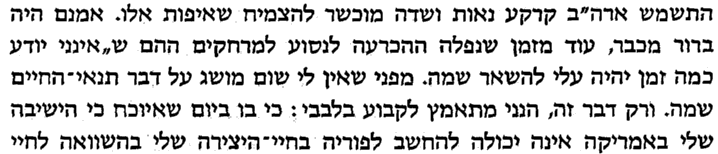 התשמש ארה״ב קרקע נאות ושדה מוכשר להצמיח שאיפות אלו. אמנם היה
ברור מכבר, עוד מזמן שנפלה ההכרעה לנסוע למרחקים ההם ש„אינני יודע
כמה זמן יהיה עלי להשאר שמה. מפני שאין לי שום מושג על דבר תנאי־החיים
שמה. ורק דבר זה, הנני מתאמץ לקבוע בלבבי: כי בו ביום שאיוכח כי הישיבה
שלי באמריקה אינה יכולה להחשב לפוריה בחיי־היצירה שלי בהשוואה לחיי